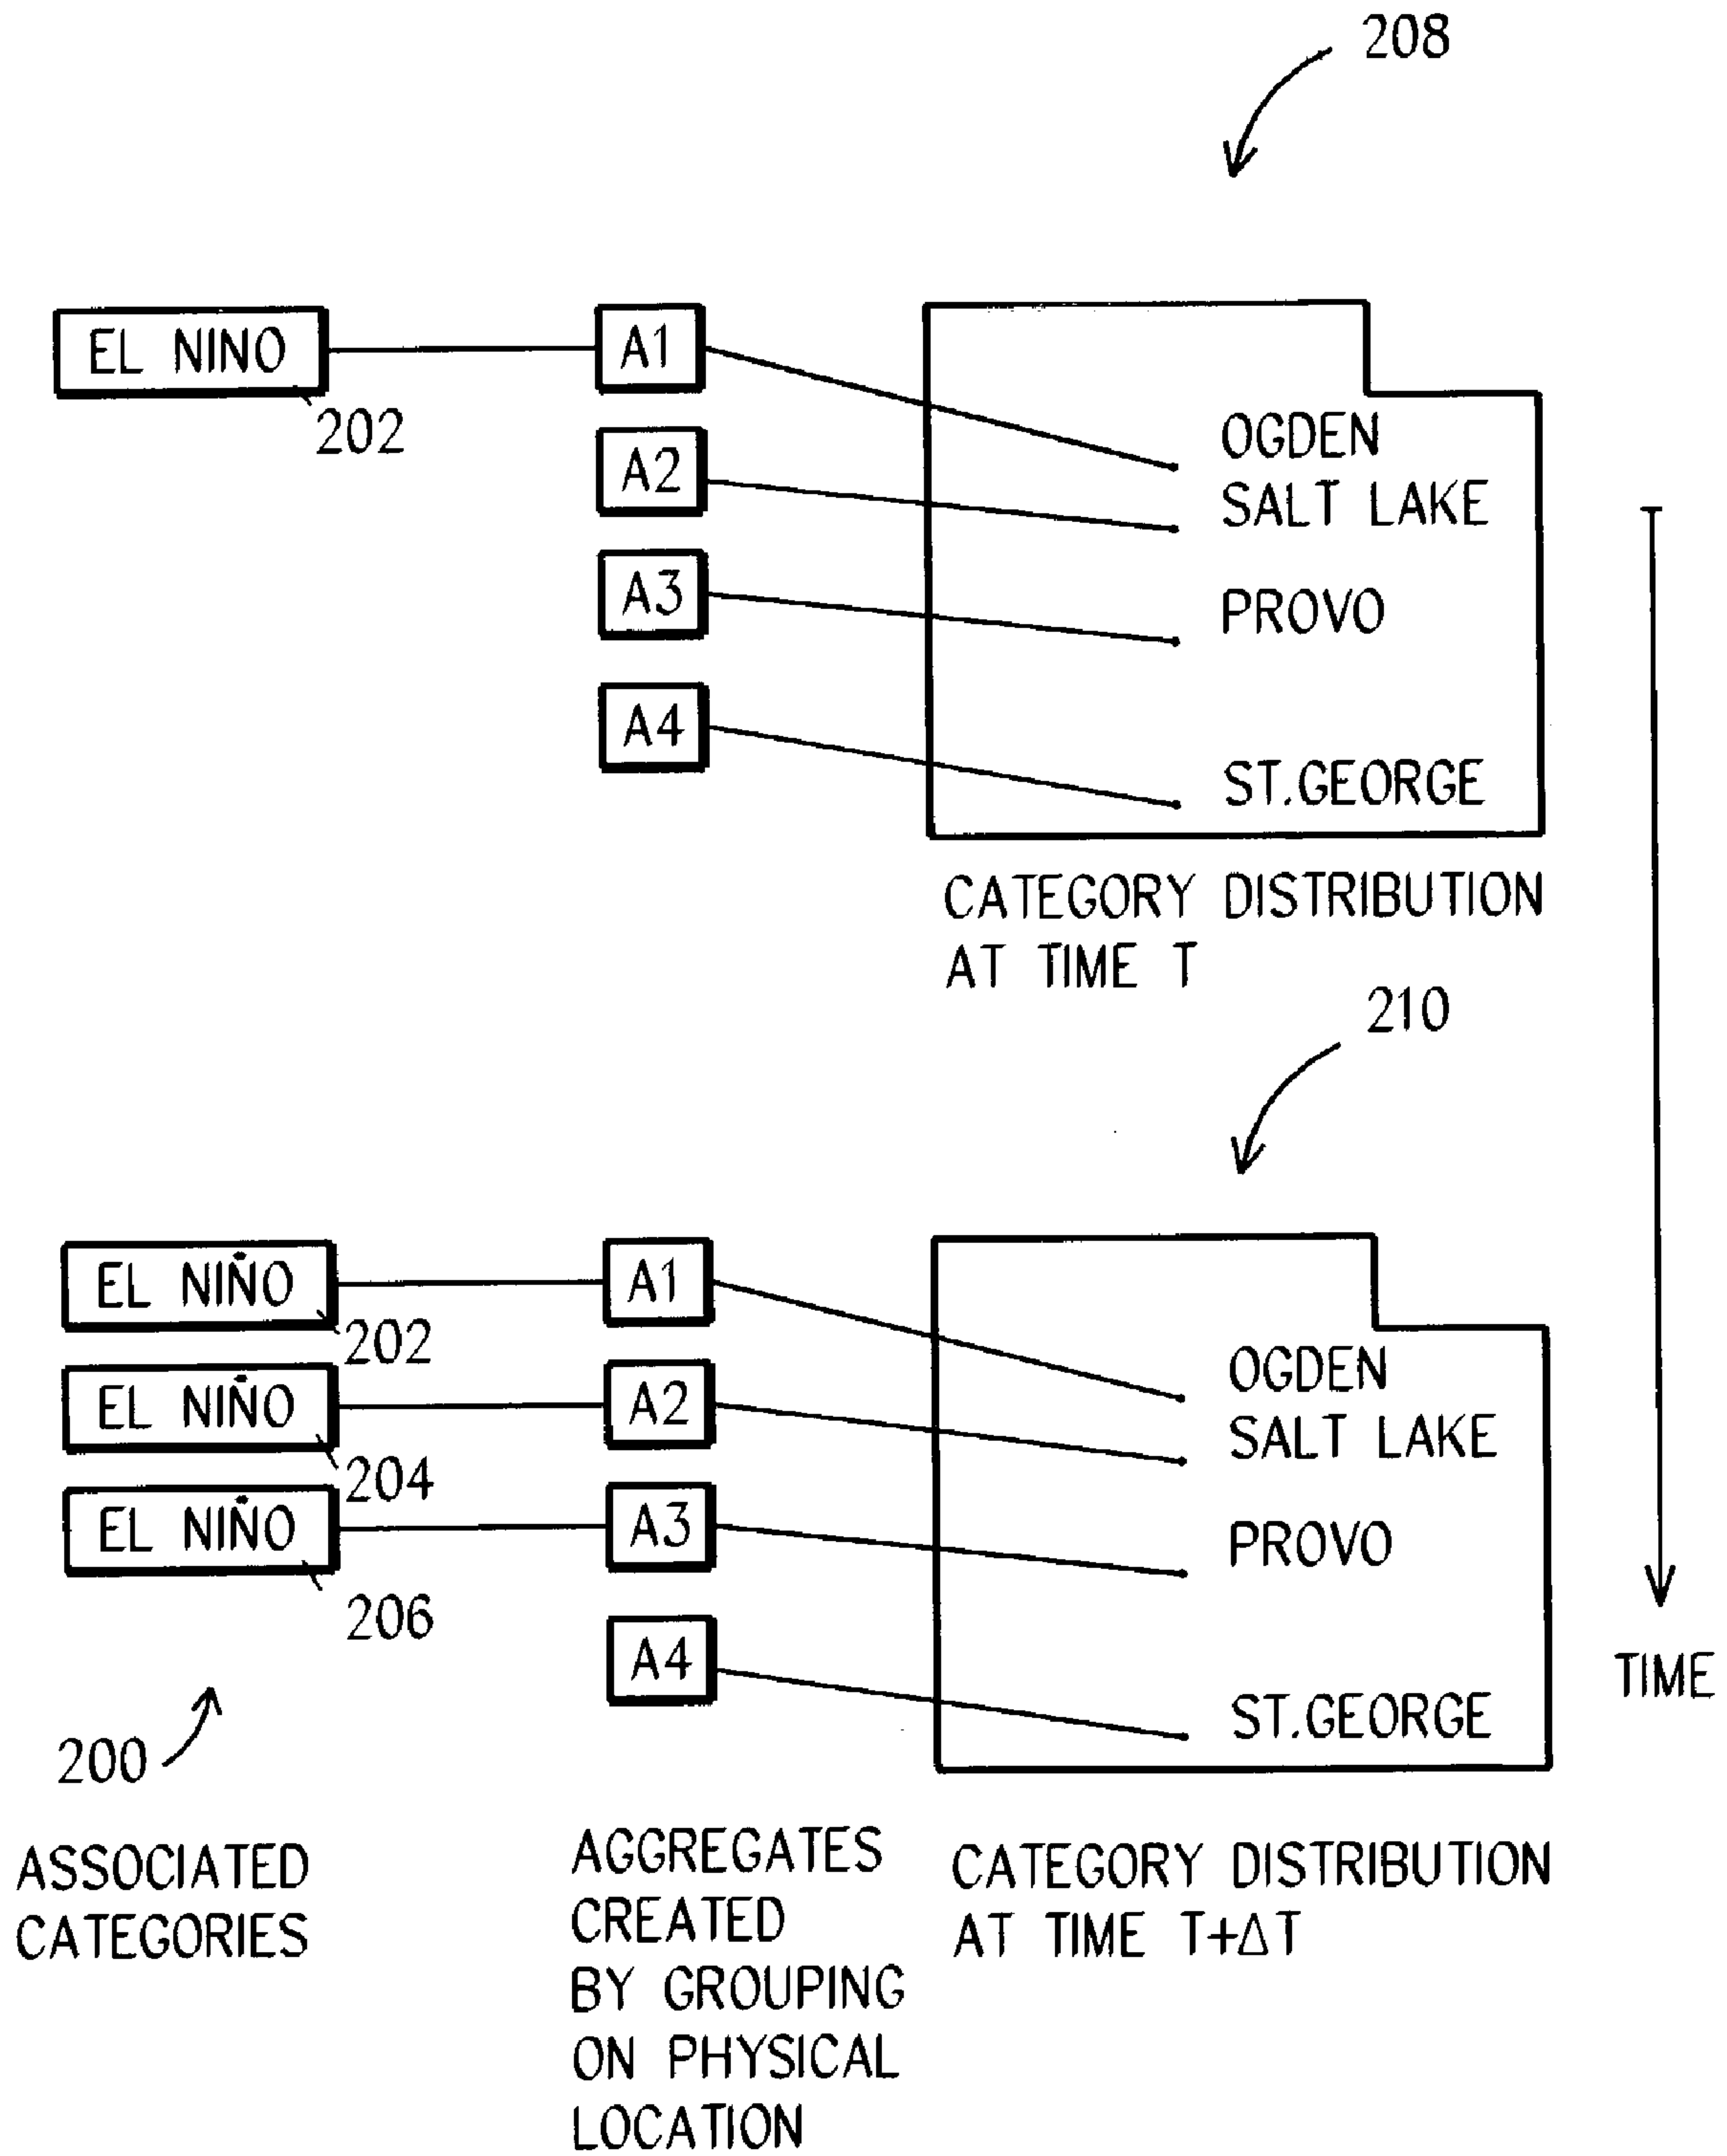 208
EL NINO
202
A1
A2
A3
A4
OGDEN
SALT LAKE
PROVO
ST.GEORGE
CATEGORY DISTRIBUTION
AT TIME T
210
EL NIÑO
202
EL NIÑO
204
EL NIÑO
206
A1
A2
A3
A4
OGDEN
SALT LAKE
PROVO
ST.GEORGE
TIME
200
ASSOCIATED
CATEGORIES
AGGREGATES
CREATED
BY GROUPING
ON PHYSICAL
LOCATION
CATEGORY DISTRIBUTION
AT TIME T+ΔT